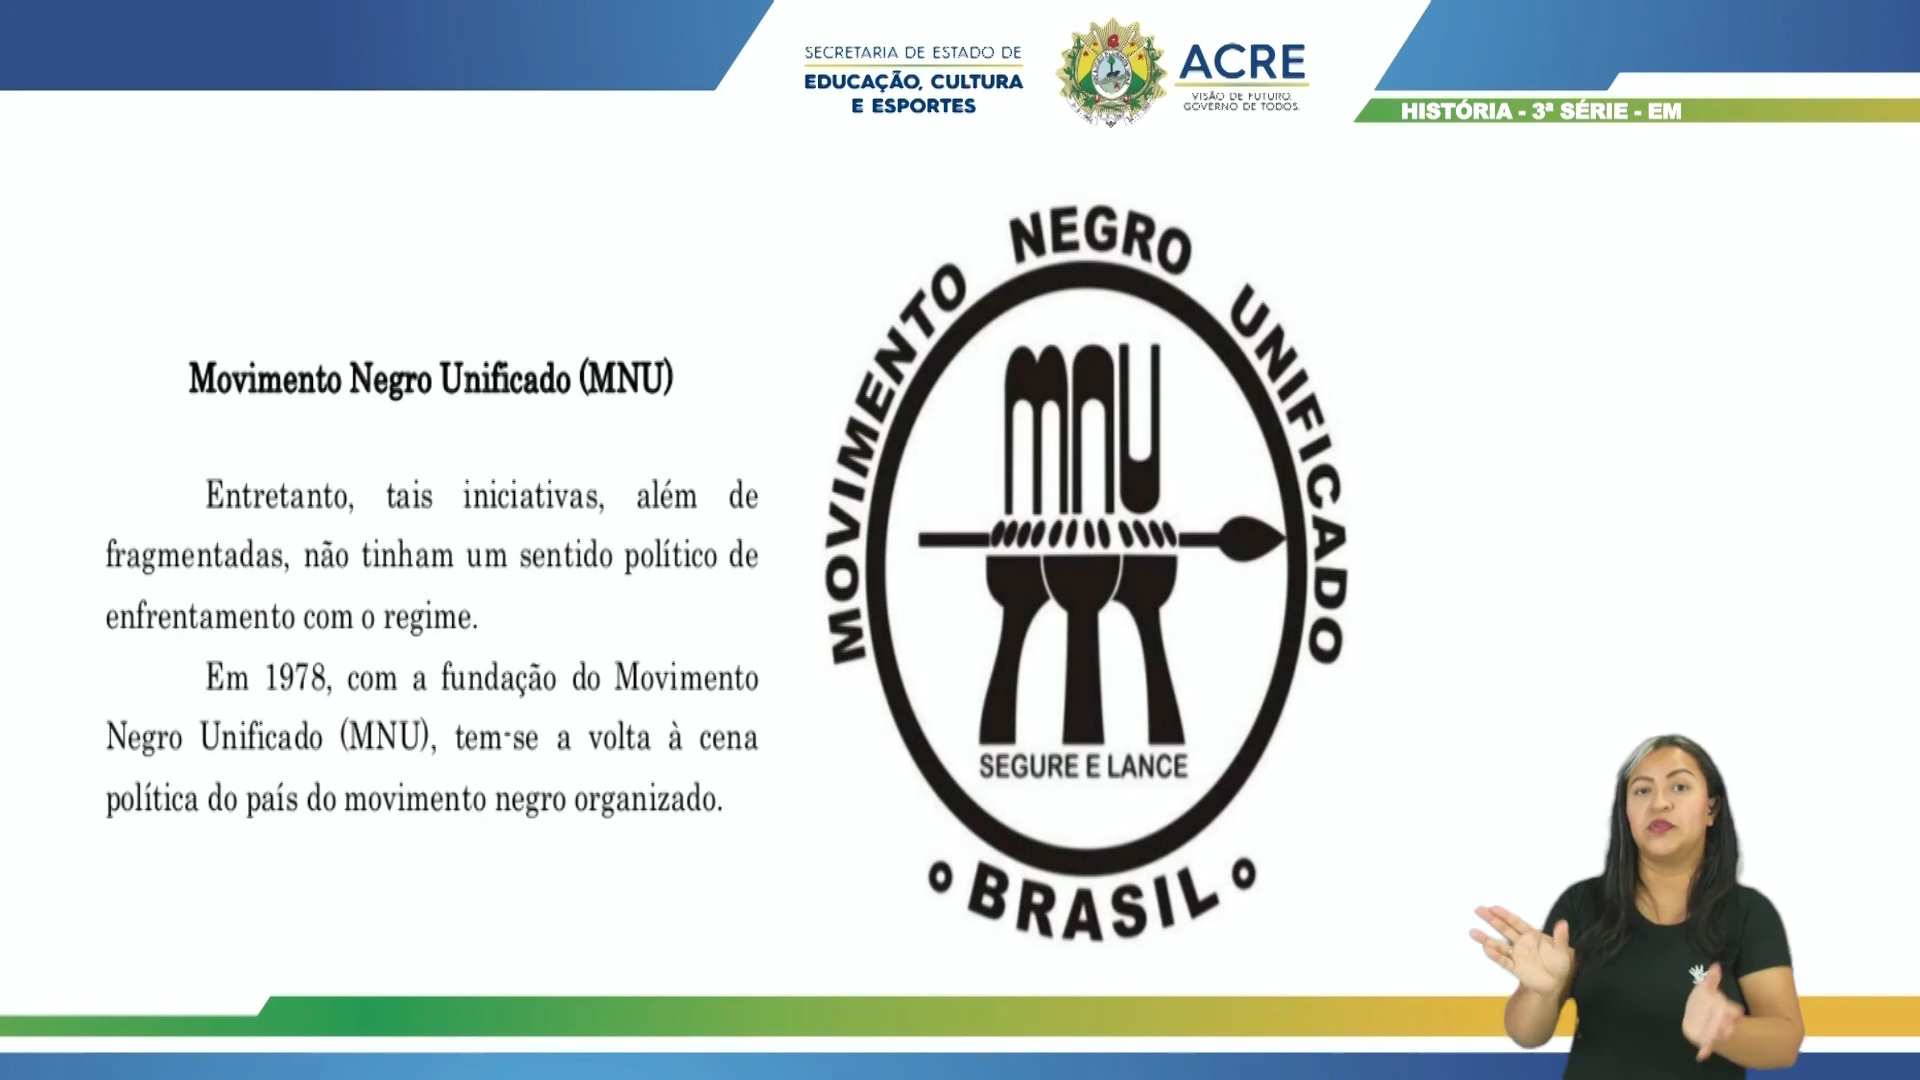 SECRETARIA DE ESTADO DE
EDUCAÇÃO, CULTURA
E ESPORTES
ACRE
VISÃO DE FUTURO.
GOVERNO DE TODOS.
HISTÓRIA - 3ª SÉRIE - EM
Movimento Negro Unificado (MNU)
Entretanto, tais iniciativas, além de
fragmentadas, não tinham um sentido político de
enfrentamento com o regime.
Em 1978, com a fundação do Movimento
Negro Unificado (MNU), tem-se a volta à cena
política do país do movimento negro organizado.
MOVIMENTO NEGRO UNIFICADO
MNU
SEGURE E LANCE
BRASIL